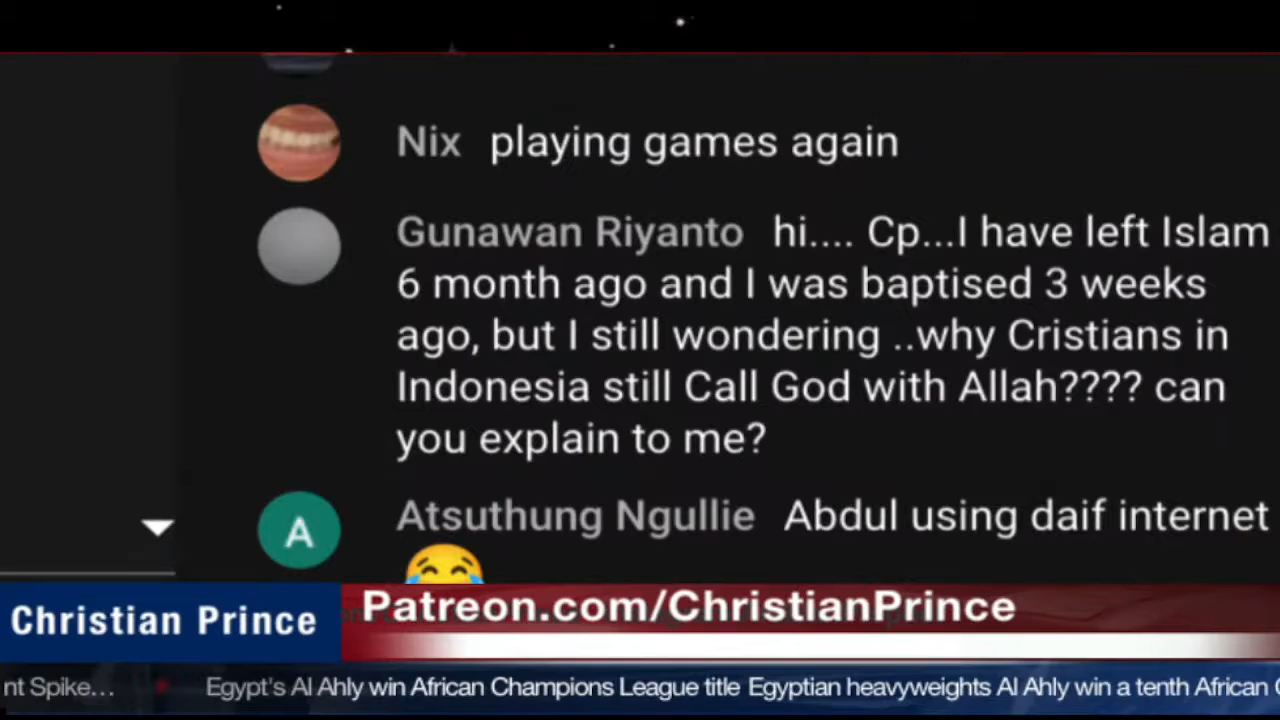 Nix playing games again
Gunawan Riyanto hi.... Cp...I have left Islam
6 month ago and I was baptised 3 weeks
ago, but I still wondering ..why Cristians in
Indonesia still Call God with Allah???? can
you explain to me?
A Atsuthung Ngullie Abdul using daif internet
😂
Christian Prince Patreon.com/ChristianPrince
nt Spike... Egypt's Al Ahly win African Champions League title Egyptian heavyweights Al Ahly win a tenth African